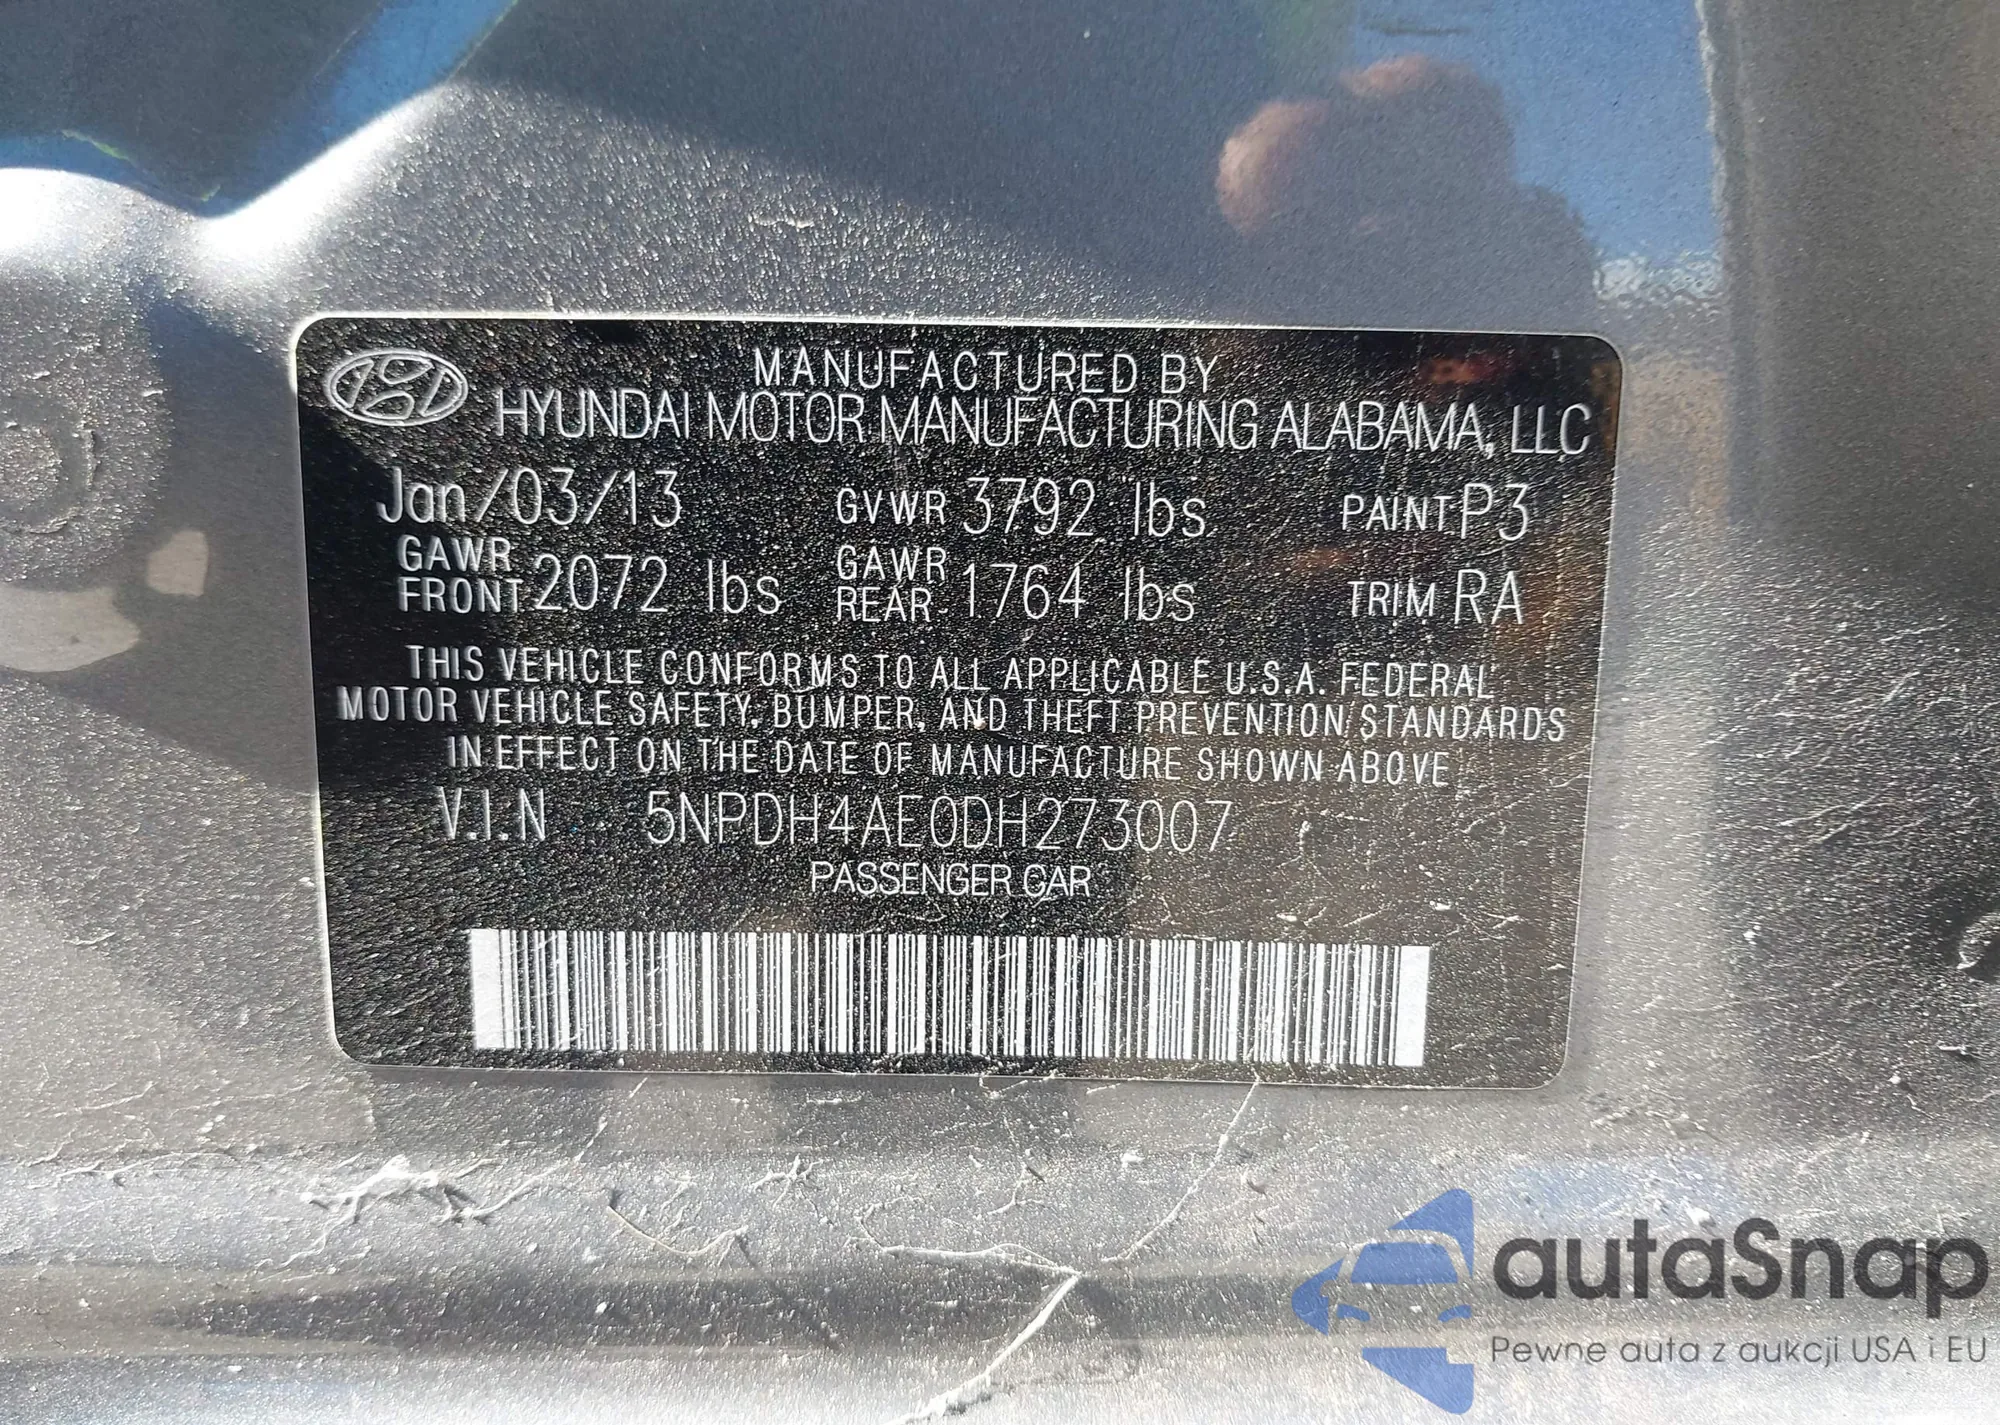 MANUFACTURED BY
HYUNDAI MOTOR MANUFACTURING ALABAMA, LLC
Jan/03/13 GVWR 3792 lbs PAINT P3
GAWR FRONT 2072 lbs GAWR REAR 1764 lbs TRIM RA
THIS VEHICLE CONFORMS TO ALL APPLICABLE U.S.A. FEDERAL
MOTOR VEHICLE SAFETY, BUMPER, AND THEFT PREVENTION STANDARDS
IN EFFECT ON THE DATE OF MANUFACTURE SHOWN ABOVE
V.I.N 5NPDH4AE0DH273007
PASSENGER CAR
autaSnap
Pewne auta z aukcji USA i EU